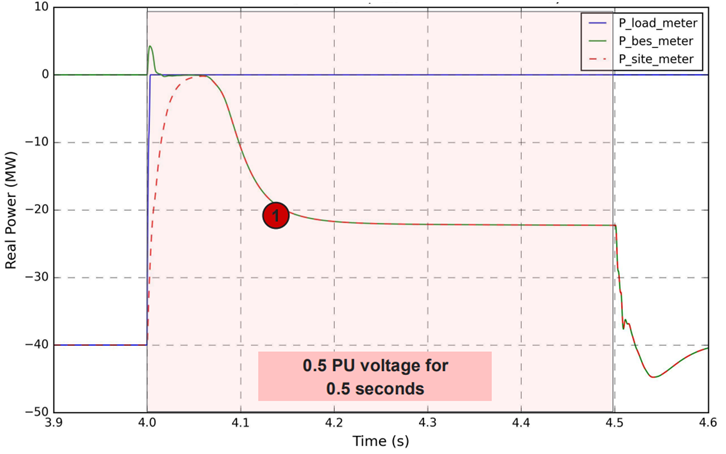 10
0
−10
−20
−30
−40
−50
Real Power (MW)
P_load_meter
P_bes_meter
P_site_meter
1
0.5 PU voltage for
0.5 seconds
3.9 4.0 4.1 4.2 4.3 4.4 4.5 4.6
Time (s)